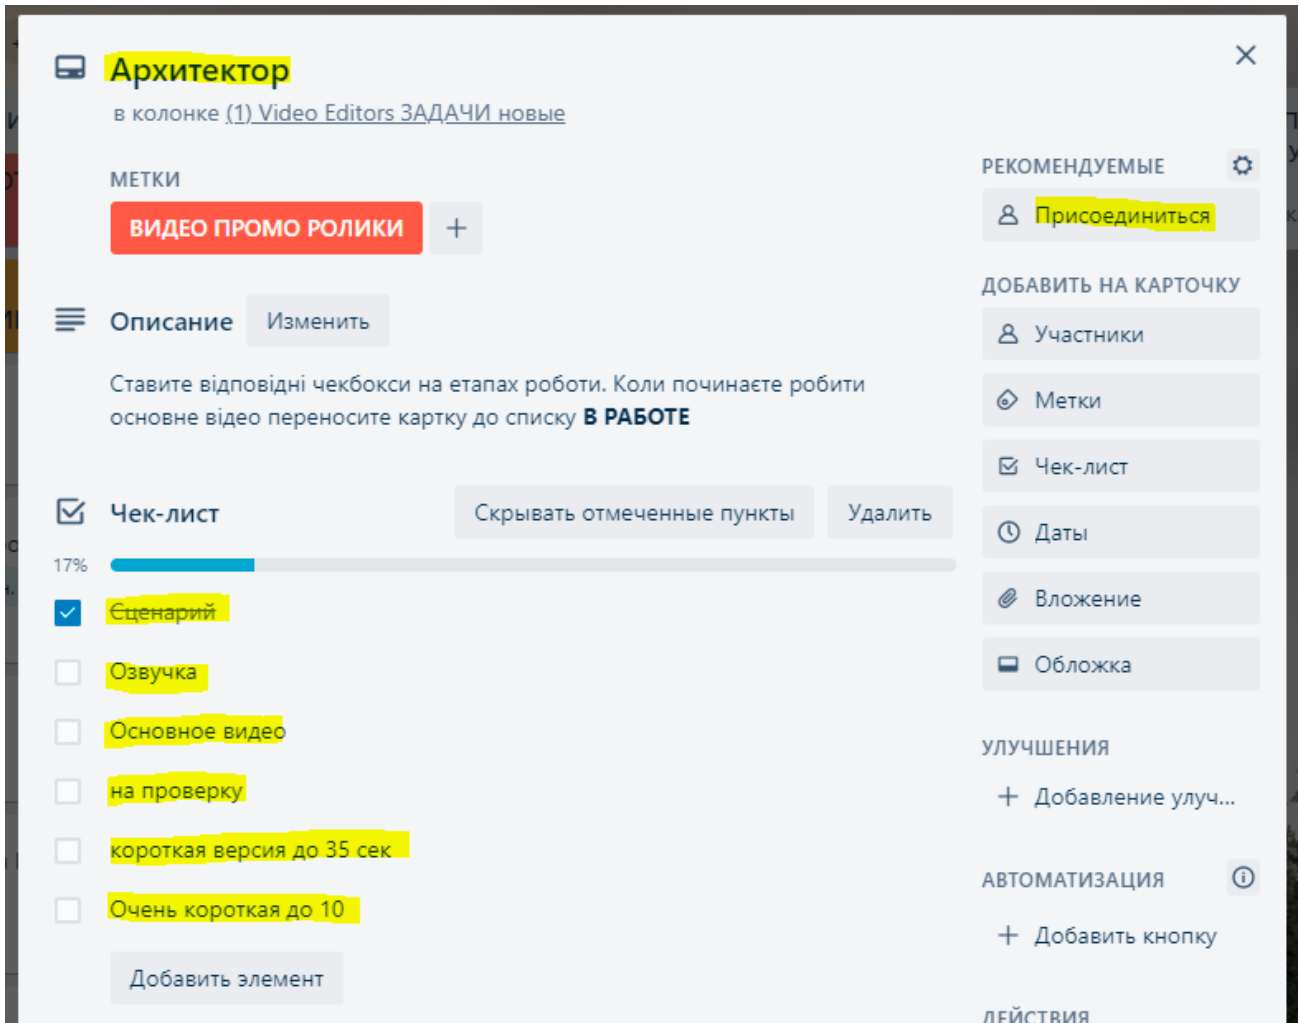 Архитектор
в колонке (1) Video Editors ЗАДАЧИ новые
МЕТКИ
ВИДЕО ПРОМО РОЛИКИ
Описание
Изменить
Ставите відповідні чекбокси на етапах роботи. Коли починаєте робити
основне відео переносите картку до списку В РАБОТЕ
Чек-лист
Скрывать отмеченные пункты
Удалить
17%
Сценарий
Озвучка
Основное видео
на проверку
короткая версия до 35 сек
Очень короткая до 10
Добавить элемент
РЕКОМЕНДУЕМЫЕ
Присоединиться
ДОБАВИТЬ НА КАРТОЧКУ
Участники
Метки
Чек-лист
Даты
Вложение
Обложка
УЛУЧШЕНИЯ
+ Добавление улуч...
АВТОМАТИЗАЦИЯ
+ Добавить кнопку
ДЕЙСТВИЯ